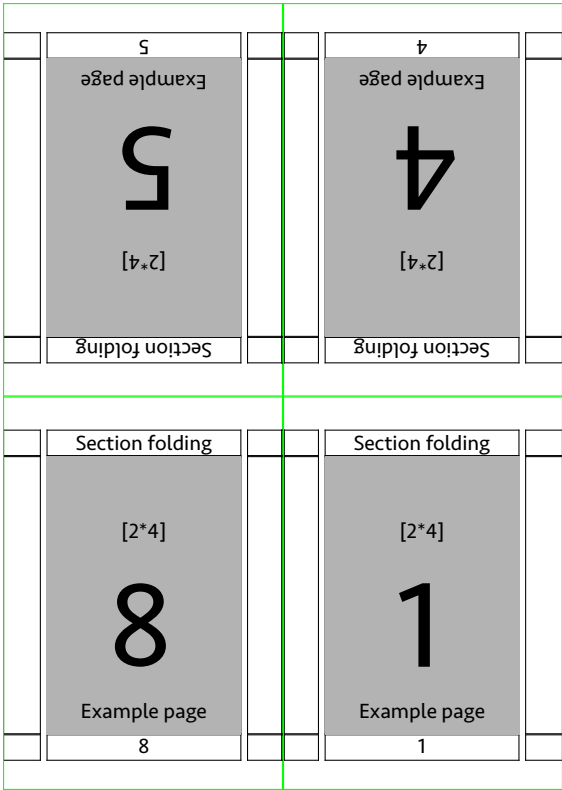 5
Example page
5
[2*4]
Section folding
4
Example page
4
[2*4]
Section folding
Section folding
[2*4]
8
Example page
8
Section folding
[2*4]
1
Example page
1